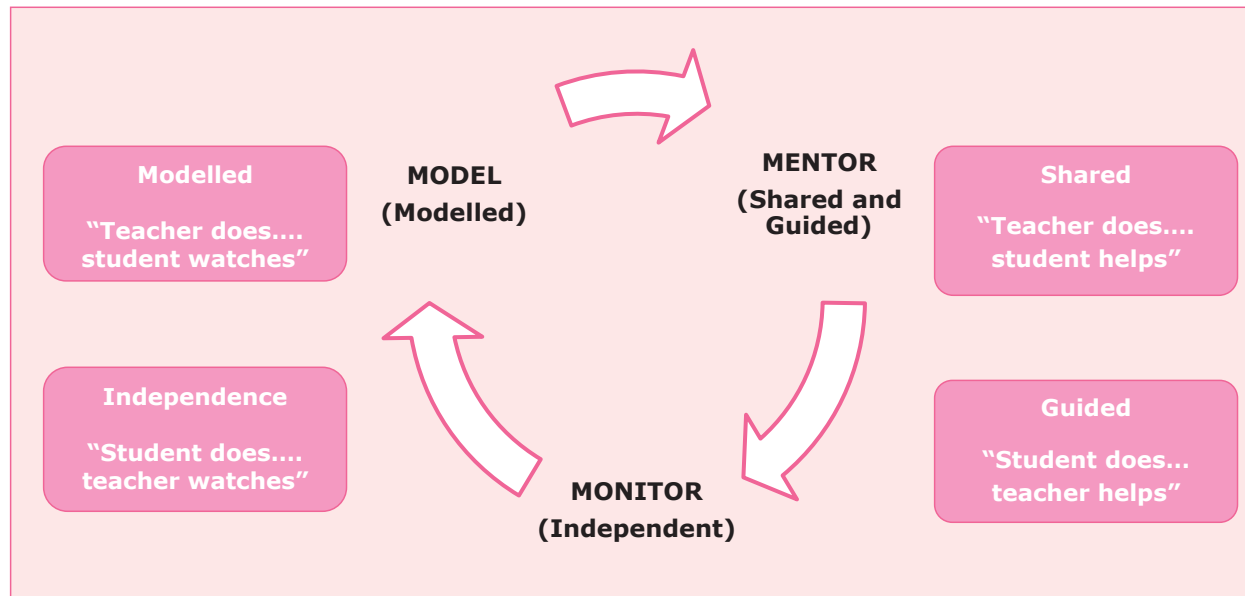 Modelled
“Teacher does....
student watches”
MODEL
(Modelled)
MENTOR
(Shared and
Guided)
Shared
“Teacher does....
student helps”
Independence
“Student does....
teacher watches”
MONITOR
(Independent)
Guided
“Student does...
teacher helps”